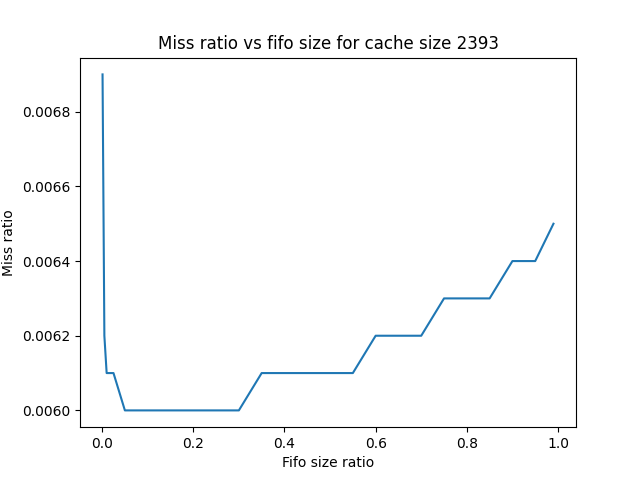 Miss ratio vs fifo size for cache size 2393
Miss ratio
0.0068
0.0066
0.0064
0.0062
0.0060
0.0 0.2 0.4 0.6 0.8 1.0
Fifo size ratio